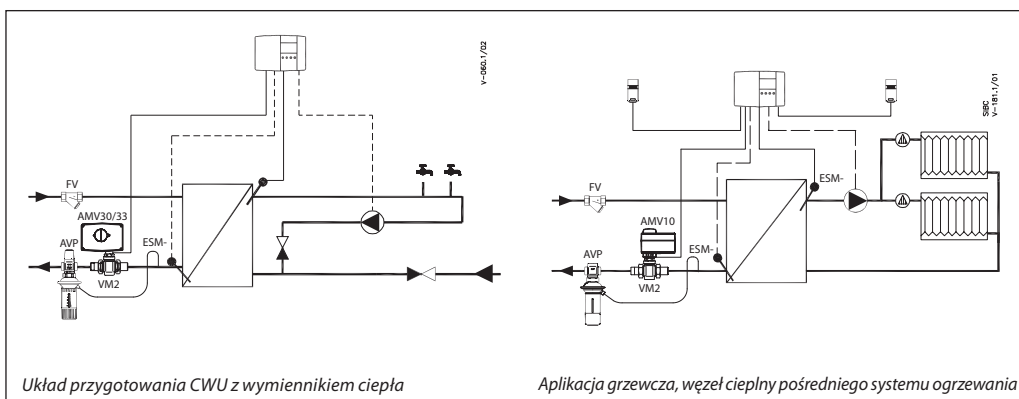 V-060.1/02
FV
AMV30/33
AVP
ESM-
VM2
Układ przygotowania CWU z wymiennikiem ciepła
SIBC
V-181.1/01
FV
ESM-
AMV10
AVP
ESM-
VM2
Aplikacja grzewcza, węzeł cieplny pośredniego systemu ogrzewania